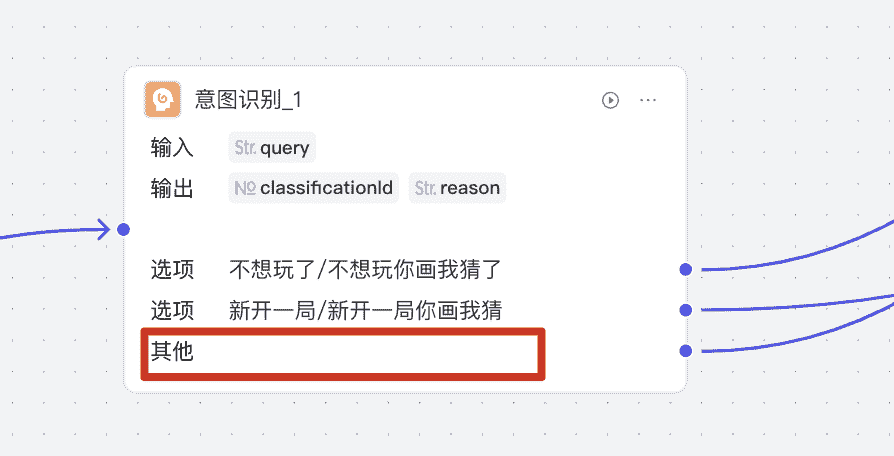 意图识别_1
输入 Str. query
输出 № classificationId Str. reason
选项 不想玩了/不想玩你画我猜了
选项 新开一局/新开一局你画我猜
其他